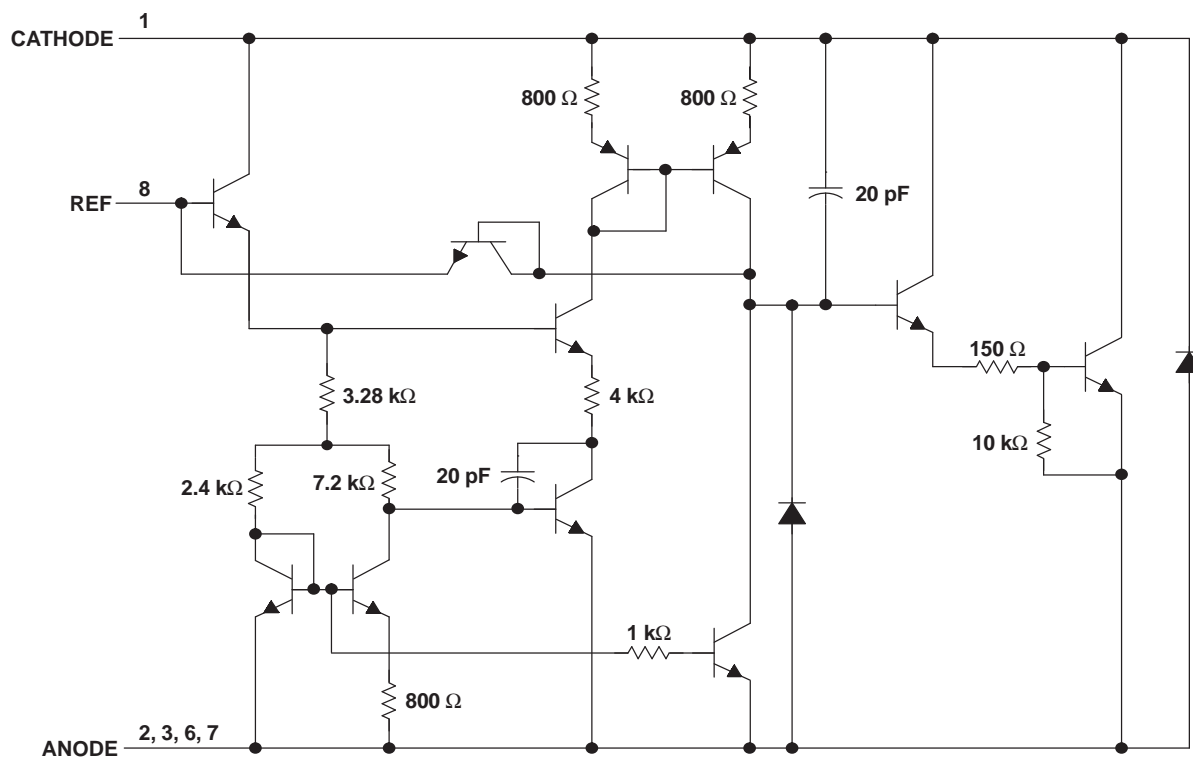 1
CATHODE
800 Ω
800 Ω
8
REF
20 pF
150 Ω
3.28 kΩ
4 kΩ
10 kΩ
2.4 kΩ
7.2 kΩ
20 pF
1 kΩ
800 Ω
2, 3, 6, 7
ANODE